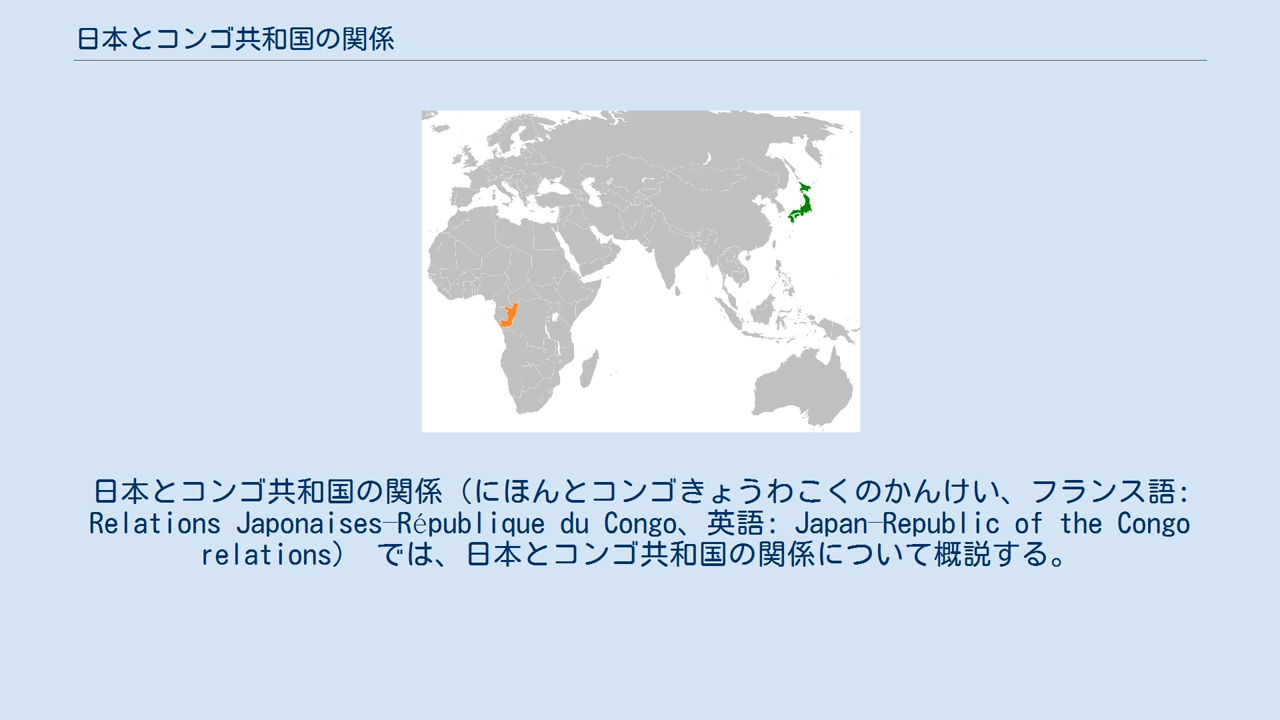 日本とコンゴ共和国の関係
日本とコンゴ共和国の関係（にほんとコンゴきょうわこくのかんけい、フランス語:
Relations Japonaises–République du Congo、英語: Japan–Republic of the Congo
relations） では、日本とコンゴ共和国の関係について概説する。